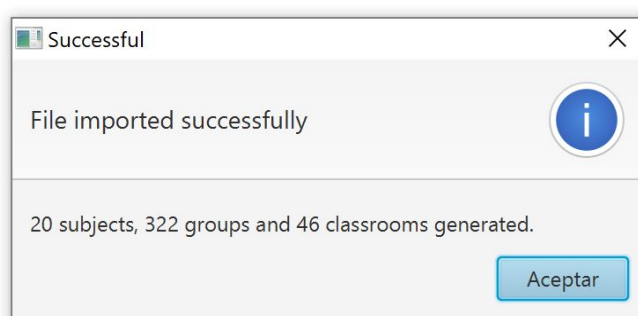 Successful
File imported successfully
20 subjects, 322 groups and 46 classrooms generated.
Aceptar